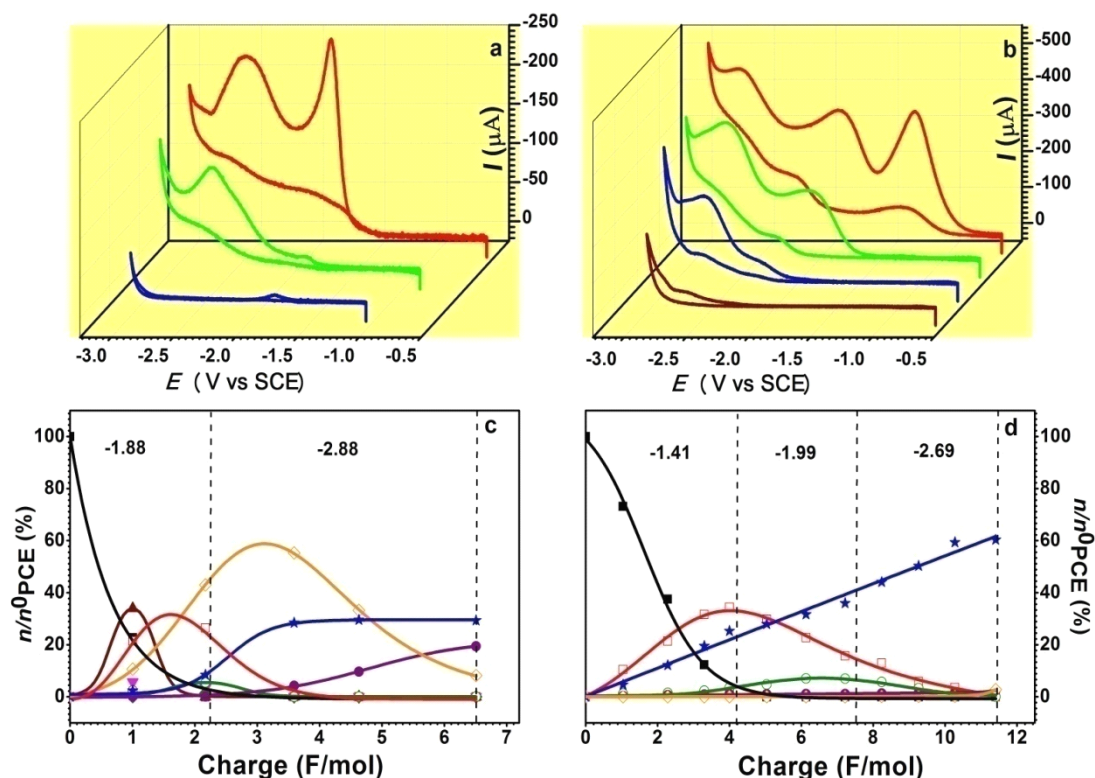 a
-250
-200
-150
-100
-50
0
I (µA)
-3.0 -2.5 -2.0 -1.5 -1.0 -0.5
E ( V vs SCE)
b
-500
-400
-300
-200
-100
0
I (µA)
-3.0 -2.5 -2.0 -1.5 -1.0 -0.5
E ( V vs SCE)
c
-1.88 -2.88
100
80
60
40
20
0
n/n⁰PCE (%)
0 1 2 3 4 5 6 7
Charge (F/mol)
d
-1.41 -1.99 -2.69
100
80
60
40
20
0
n/n⁰PCE (%)
0 2 4 6 8 10 12
Charge (F/mol)